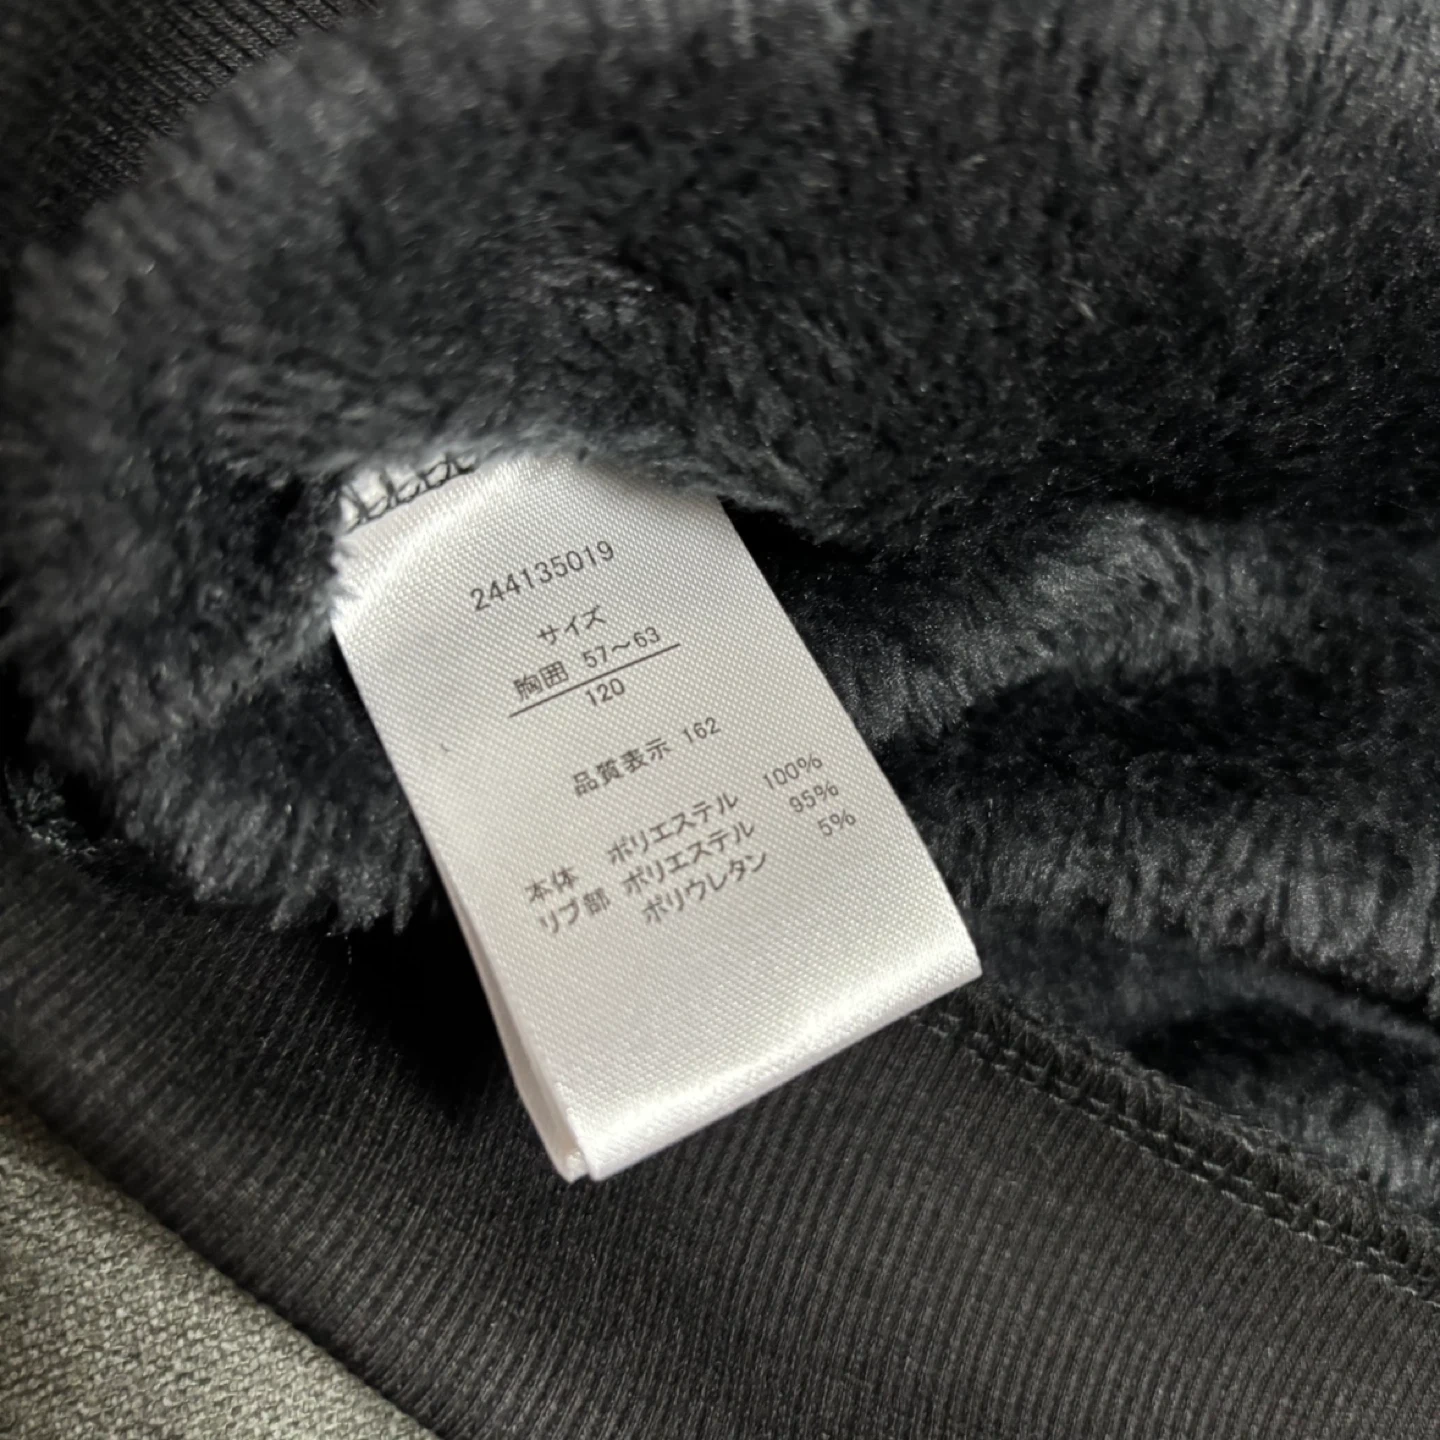 244135019
サイズ
胸囲 57～63
120
品質表示 162
本体 ポリエステル 100%
リブ部 ポリエステル 95%
ポリウレタン 5%